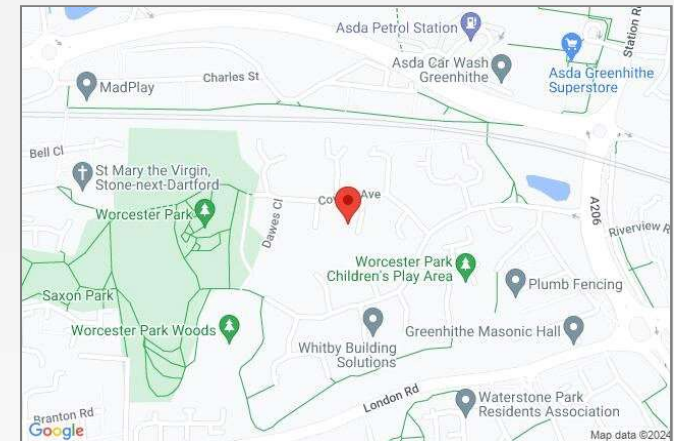 Asda Petrol Station
Station R
Asda Car Wash
Greenhithe
Asda Greenhithe
Superstore
Charles St
MadPlay
Bell Cl
St Mary the Virgin,
Stone-next-Dartford
Co
Ave
Worcester Park
Dawes Cl
A206
Riverview R
Worcester Park
Children's Play Area
Plumb Fencing
Saxon Park
Worcester Park Woods
Whitby Building
Solutions
Greenhithe Masonic Hall
London Rd
Waterstone Park
Residents Association
Branton Rd
Google
Map data ©2024